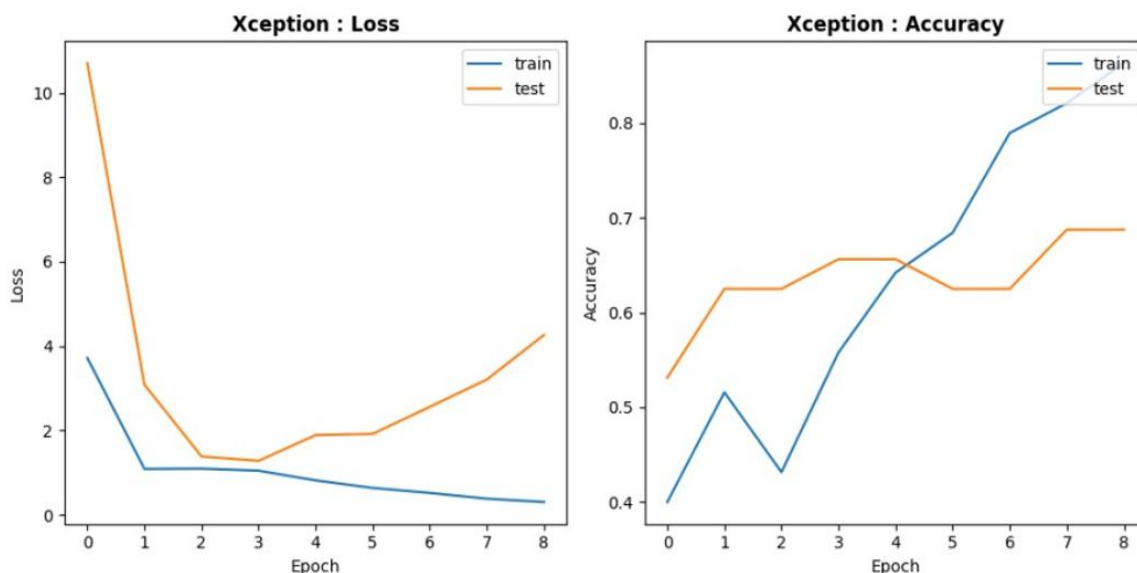 Xception : Loss
train
test
10
8
6
4
2
0
Loss
0 1 2 3 4 5 6 7 8
Epoch
Xception : Accuracy
train
test
0.8
0.7
0.6
0.5
0.4
Accuracy
0 1 2 3 4 5 6 7 8
Epoch